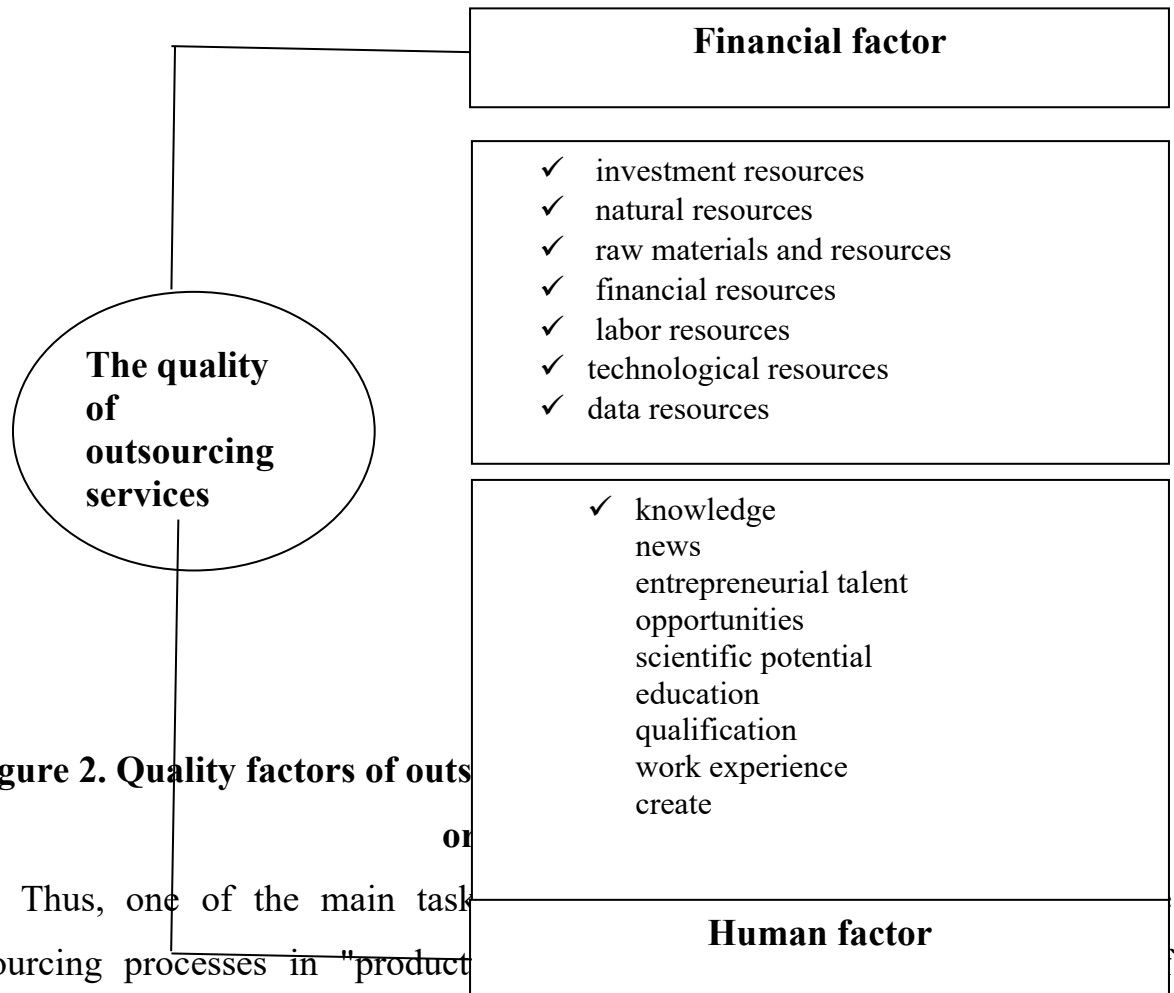 Financial factor
✓ investment resources
✓ natural resources
✓ raw materials and resources
✓ financial resources
✓ labor resources
✓ technological resources
✓ data resources
The quality
of
outsourcing
services
✓ knowledge
news
entrepreneurial talent
opportunities
scientific potential
education
qualification
work experience
create
gure 2. Quality factors of outs
or
Thus, one of the main task
Human factor
ourcing processes in "product